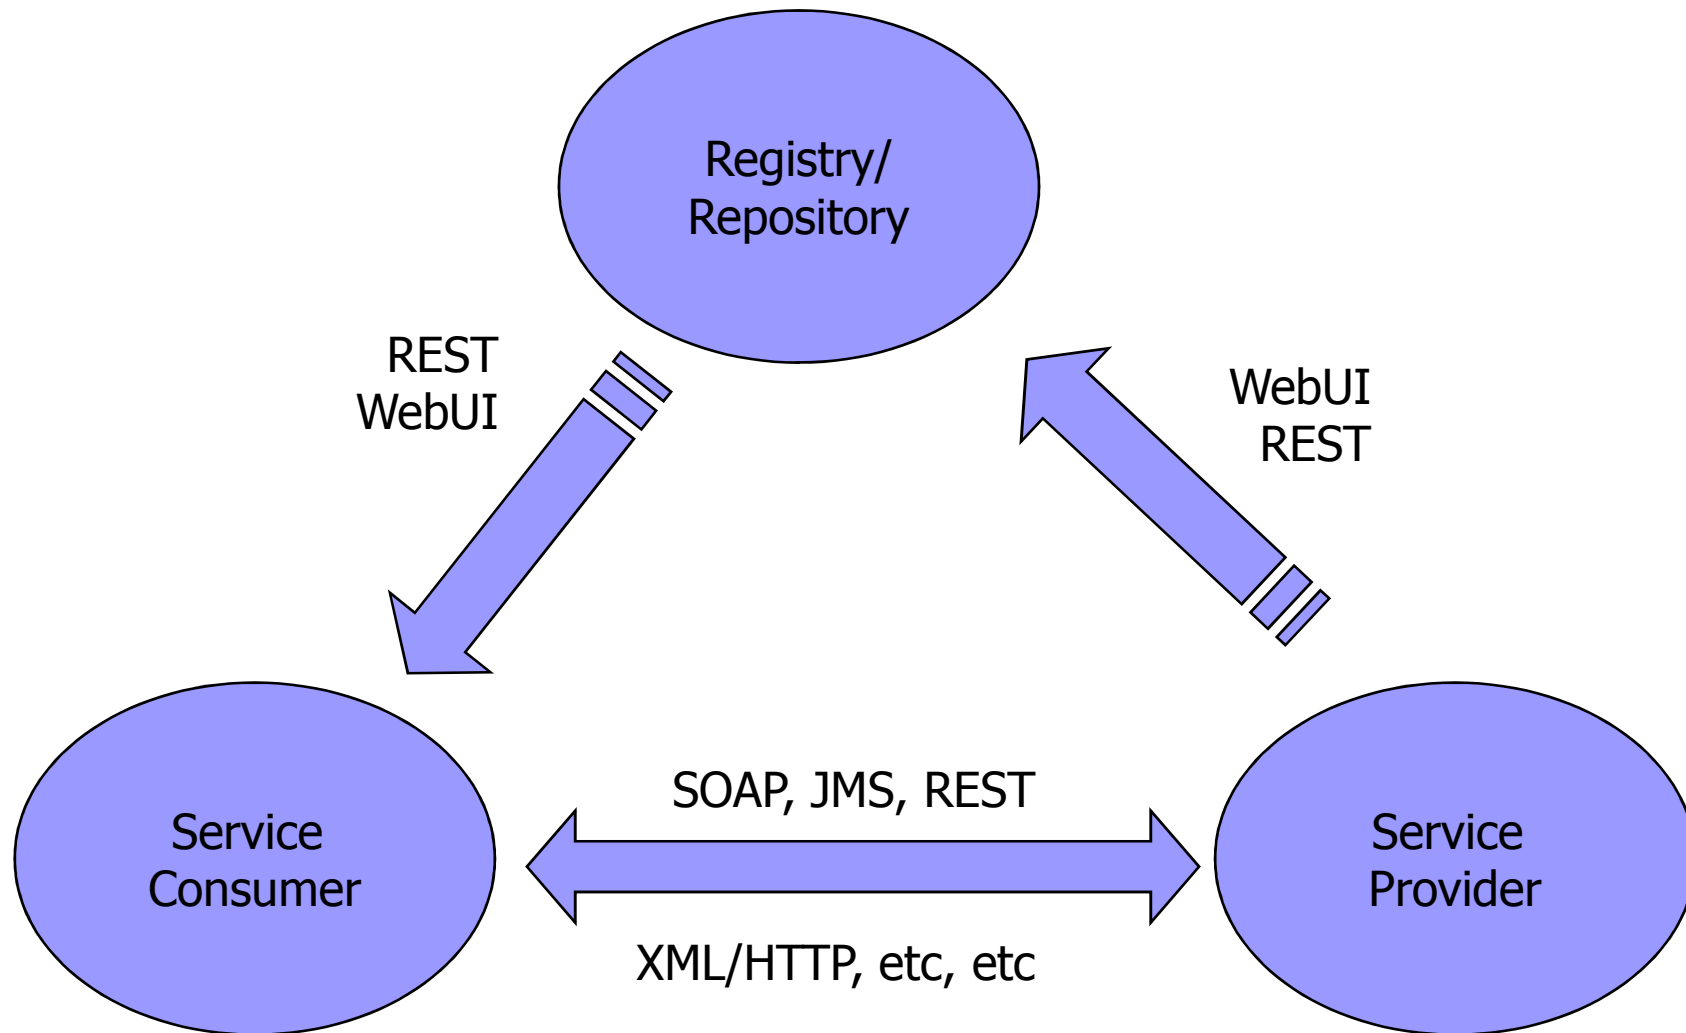 Registry/
Repository
REST
WebUI
WebUI
REST
SOAP, JMS, REST
Service
Consumer
Service
Provider
XML/HTTP, etc, etc